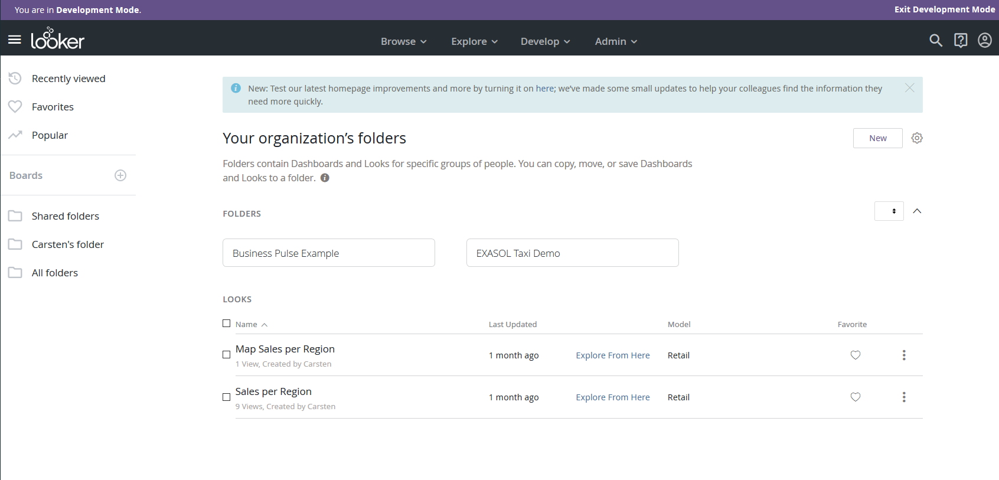 You are in Development Mode.
Exit Development Mode
looker
Browse
Explore
Develop
Admin
Recently viewed
Favorites
Popular
Boards
Shared folders
Carsten's folder
All folders
New: Test our latest homepage improvements and more by turning it on here; we’ve made some small updates to help your colleagues find the information they
need more quickly.
Your organization’s folders
New
Folders contain Dashboards and Looks for specific groups of people. You can copy, move, or save Dashboards
and Looks to a folder.
FOLDERS
Business Pulse Example
EXASOL Taxi Demo
LOOKS
Name Last Updated Model Favorite
Map Sales per Region
1 View, Created by Carsten
1 month ago Explore From Here Retail
Sales per Region
9 Views, Created by Carsten
1 month ago Explore From Here Retail